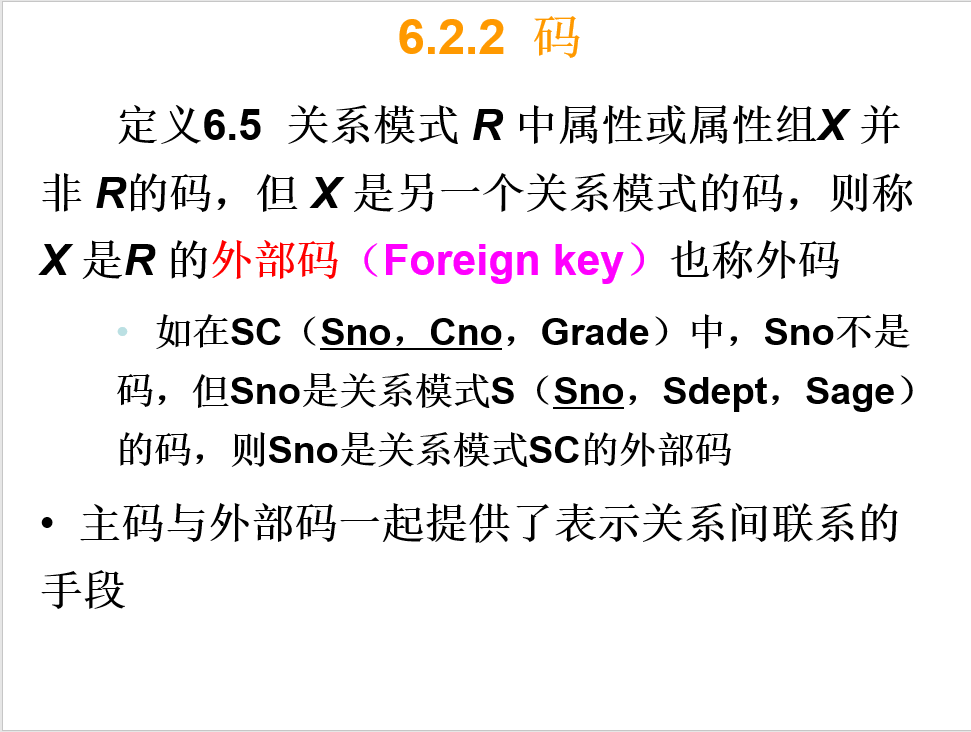 6.2.2 码
定义6.5 关系模式 R 中属性或属性组X 并
非 R的码，但 X 是另一个关系模式的码，则称
X 是R 的外部码（Foreign key）也称外码
• 如在SC（Sno，Cno，Grade）中，Sno不是
码，但Sno是关系模式S（Sno，Sdept，Sage）
的码，则Sno是关系模式SC的外部码
• 主码与外部码一起提供了表示关系间联系的
手段